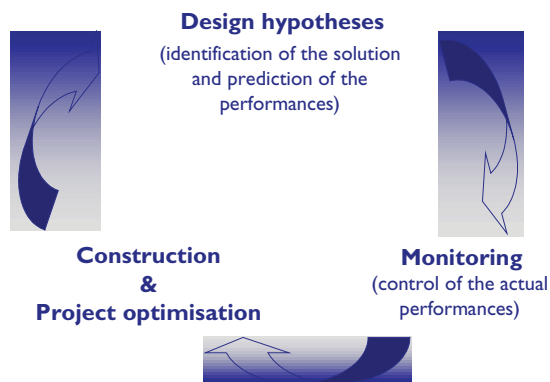 Design hypotheses
(identification of the solution
and prediction of the
performances)
Construction
&
Project optimisation
Monitoring
(control of the actual
performances)